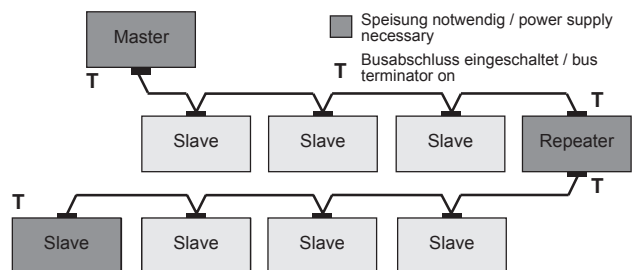 Master
Speisung notwendig / power supply
necessary
T
T
Busabschluss eingeschaltet / bus
terminator on
T
Slave
Slave
Slave
Repeater
T
T
Slave
Slave
Slave
Slave